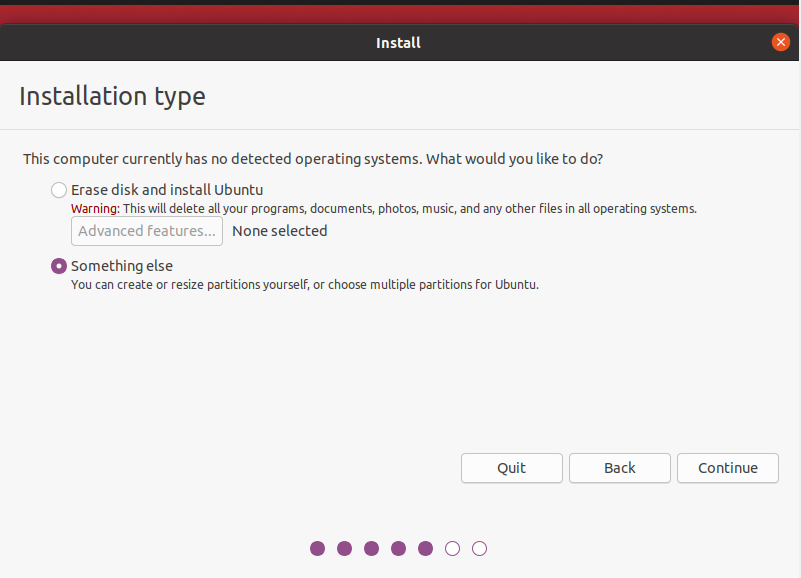 Install
Installation type
This computer currently has no detected operating systems. What would you like to do?
Erase disk and install Ubuntu
Warning: This will delete all your programs, documents, photos, music, and any other files in all operating systems.
Advanced features... None selected
Something else
You can create or resize partitions yourself, or choose multiple partitions for Ubuntu.
Quit Back Continue